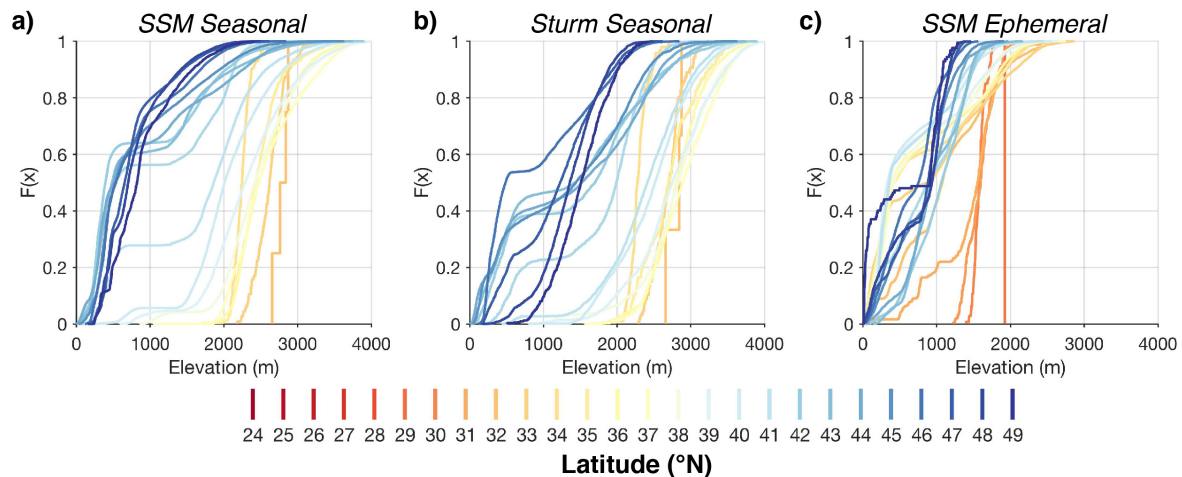 a) SSM Seasonal
b) Sturm Seasonal
c) SSM Ephemeral
F(x)
1
0.8
0.6
0.4
0.2
0
0 1000 2000 3000 4000
Elevation (m)
F(x)
1
0.8
0.6
0.4
0.2
0
0 1000 2000 3000 4000
Elevation (m)
F(x)
1
0.8
0.6
0.4
0.2
0
0 1000 2000 3000 4000
Elevation (m)
24 25 26 27 28 29 30 31 32 33 34 35 36 37 38 39 40 41 42 43 44 45 46 47 48 49
Latitude (°N)